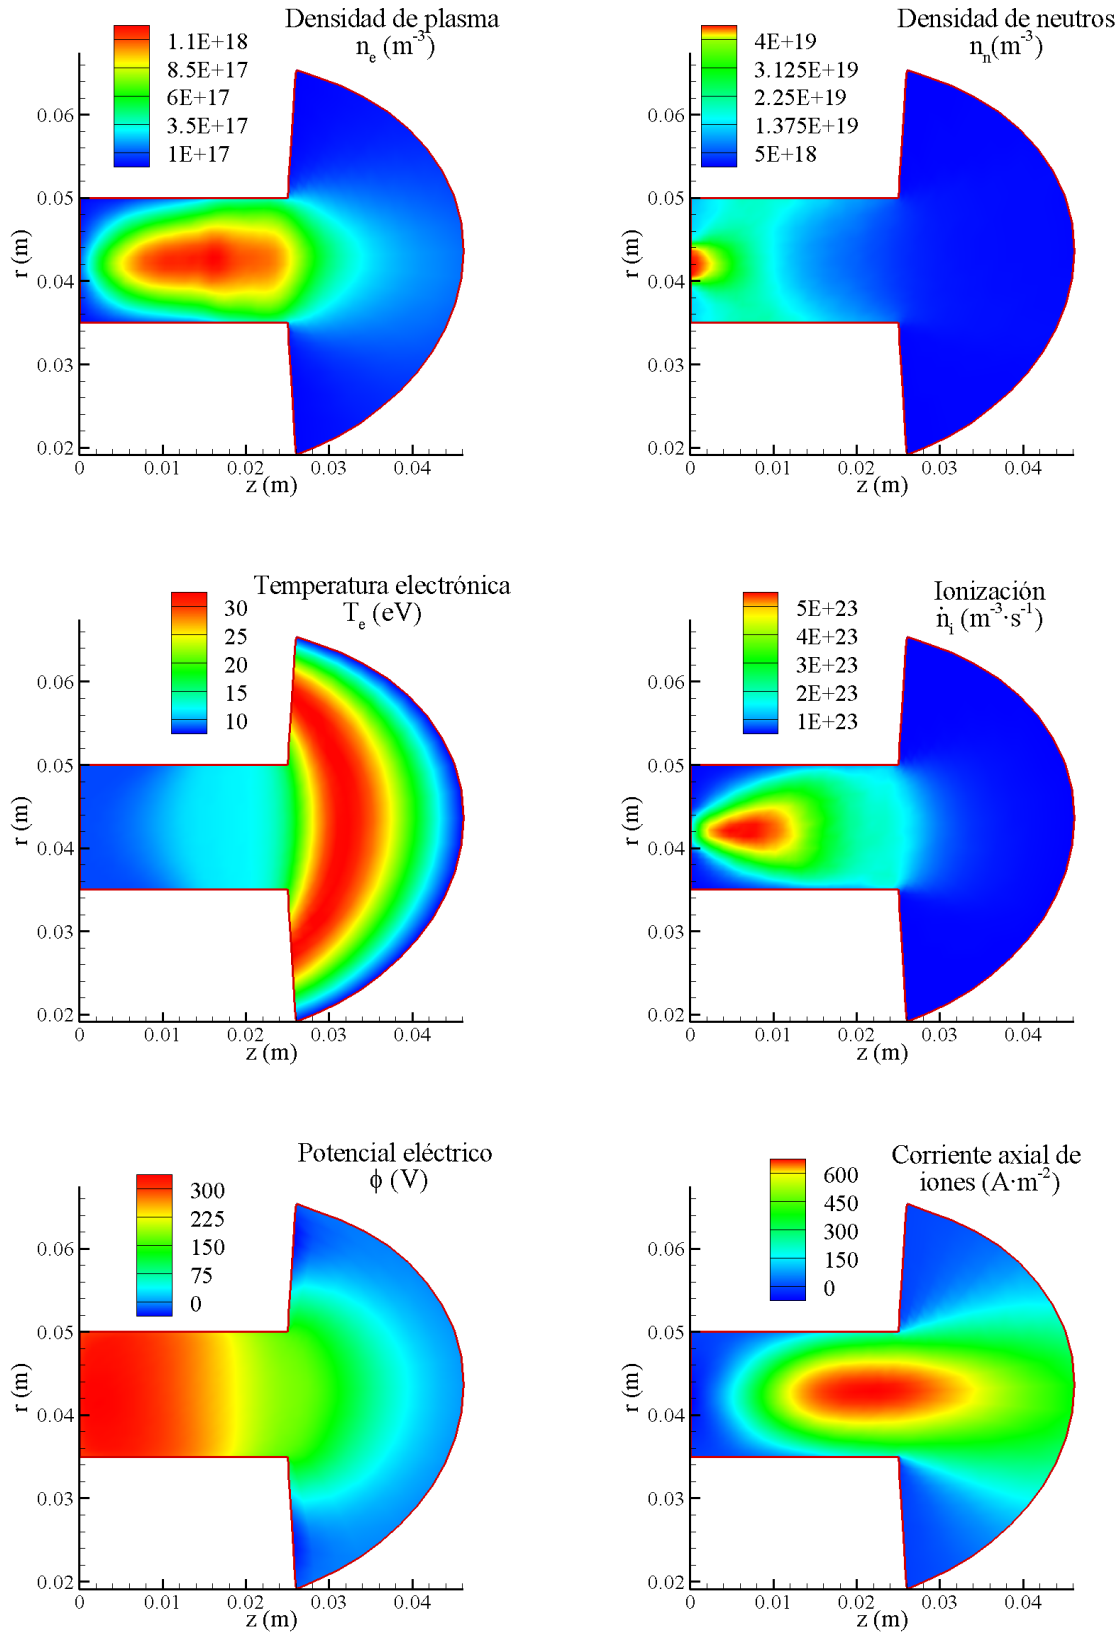 Densidad de plasma
nₑ (m⁻³)
1.1E+18
8.5E+17
6E+17
3.5E+17
1E+17
0.06
0.05
0.04
0.03
0.02
r (m)
0 0.01 0.02 0.03 0.04
z (m)
Densidad de neutros
nₙ(m⁻³)
4E+19
3.125E+19
2.25E+19
1.375E+19
5E+18
0.06
0.05
0.04
0.03
0.02
r (m)
0 0.01 0.02 0.03 0.04
z (m)
Temperatura electrónica
Tₑ (eV)
30
25
20
15
10
0.06
0.05
0.04
0.03
0.02
r (m)
0 0.01 0.02 0.03 0.04
z (m)
Ionización
ṅᵢ (m⁻³·s⁻¹)
5E+23
4E+23
3E+23
2E+23
1E+23
0.06
0.05
0.04
0.03
0.02
r (m)
0 0.01 0.02 0.03 0.04
z (m)
Potencial eléctrico
ϕ (V)
300
225
150
75
0
0.06
0.05
0.04
0.03
0.02
r (m)
0 0.01 0.02 0.03 0.04
z (m)
Corriente axial de
iones (A·m⁻²)
600
450
300
150
0
0.06
0.05
0.04
0.03
0.02
r (m)
0 0.01 0.02 0.03 0.04
z (m)